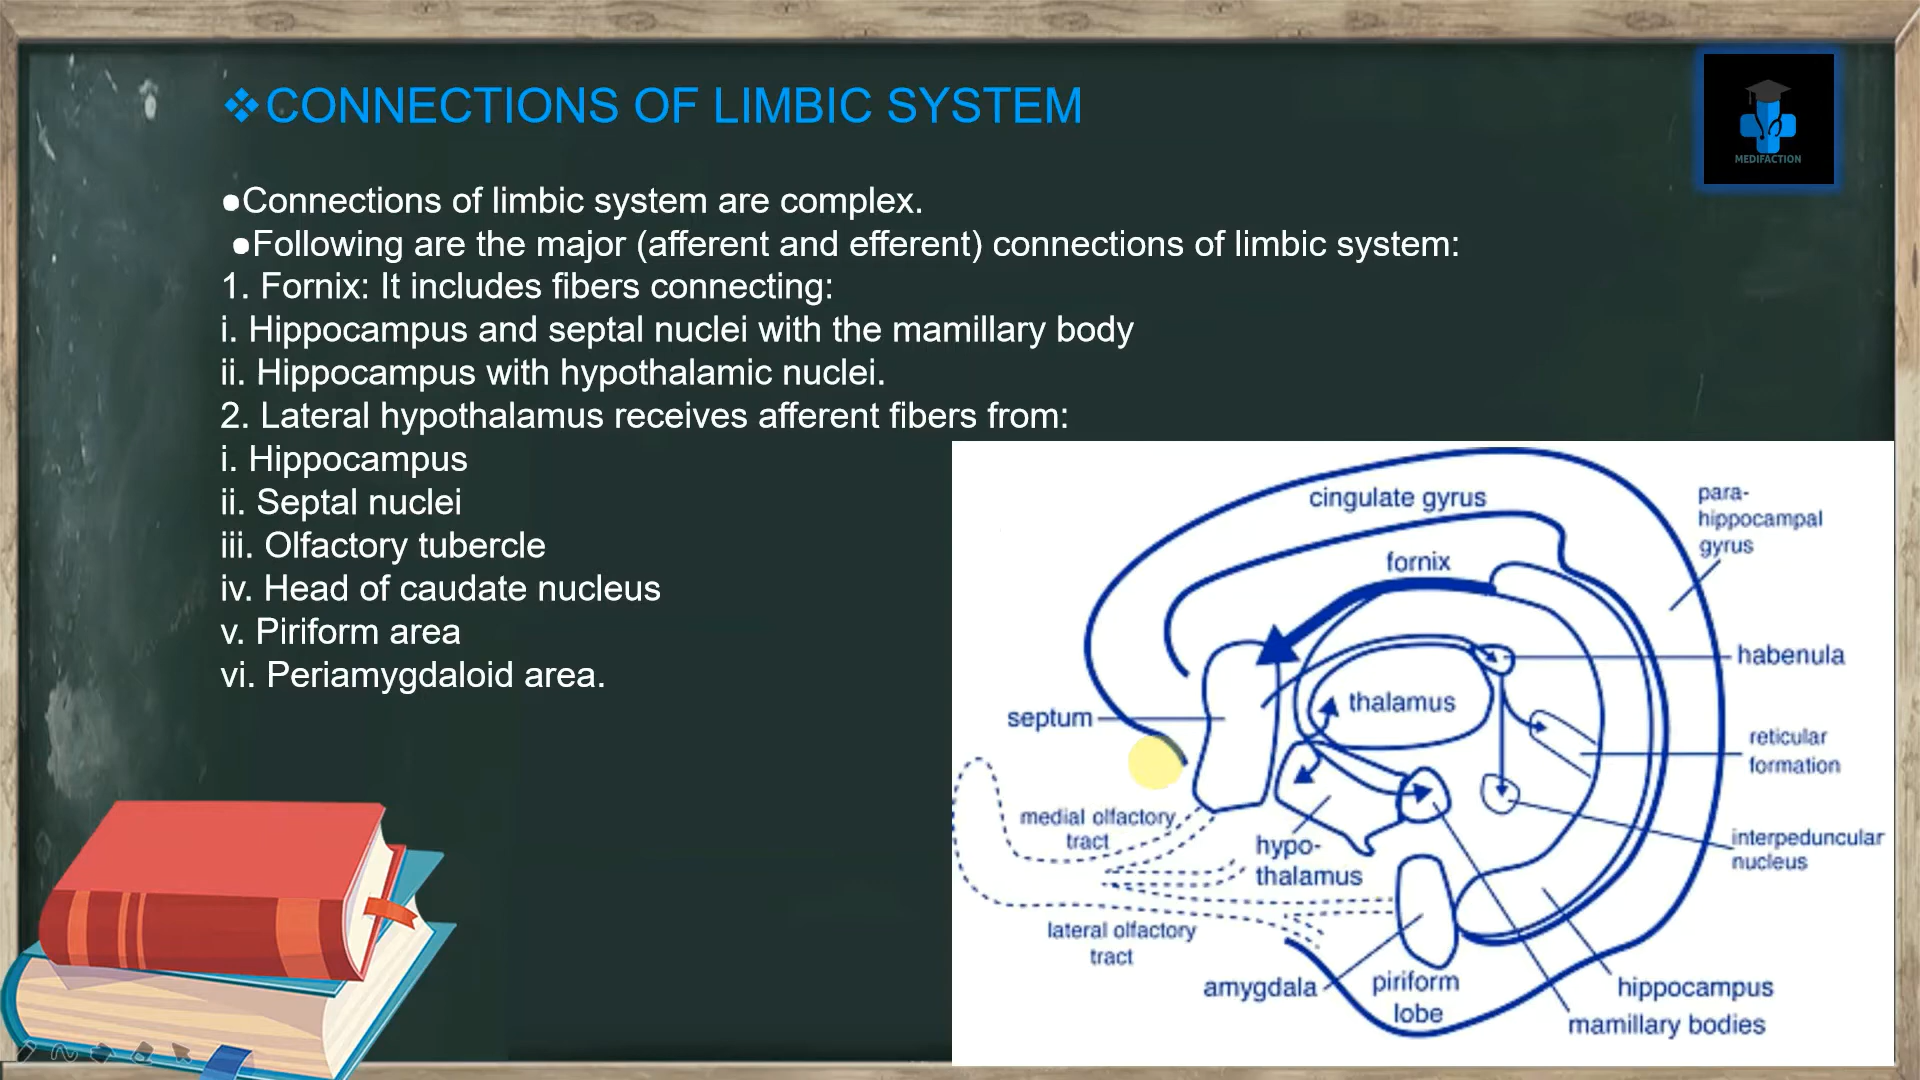 ❖CONNECTIONS OF LIMBIC SYSTEM
MEDIFACTION
●Connections of limbic system are complex.
●Following are the major (afferent and efferent) connections of limbic system:
1. Fornix: It includes fibers connecting:
i. Hippocampus and septal nuclei with the mamillary body
ii. Hippocampus with hypothalamic nuclei.
2. Lateral hypothalamus receives afferent fibers from:
i. Hippocampus
ii. Septal nuclei
iii. Olfactory tubercle
iv. Head of caudate nucleus
v. Piriform area
vi. Periamygdaloid area.
cingulate gyrus
para-
hippocampal
gyrus
fornix
habenula
thalamus
septum
reticular
formation
medial olfactory
tract
hypo-
thalamus
interpeduncular
nucleus
lateral olfactory
tract
amygdala
piriform
lobe
hippocampus
mamillary bodies